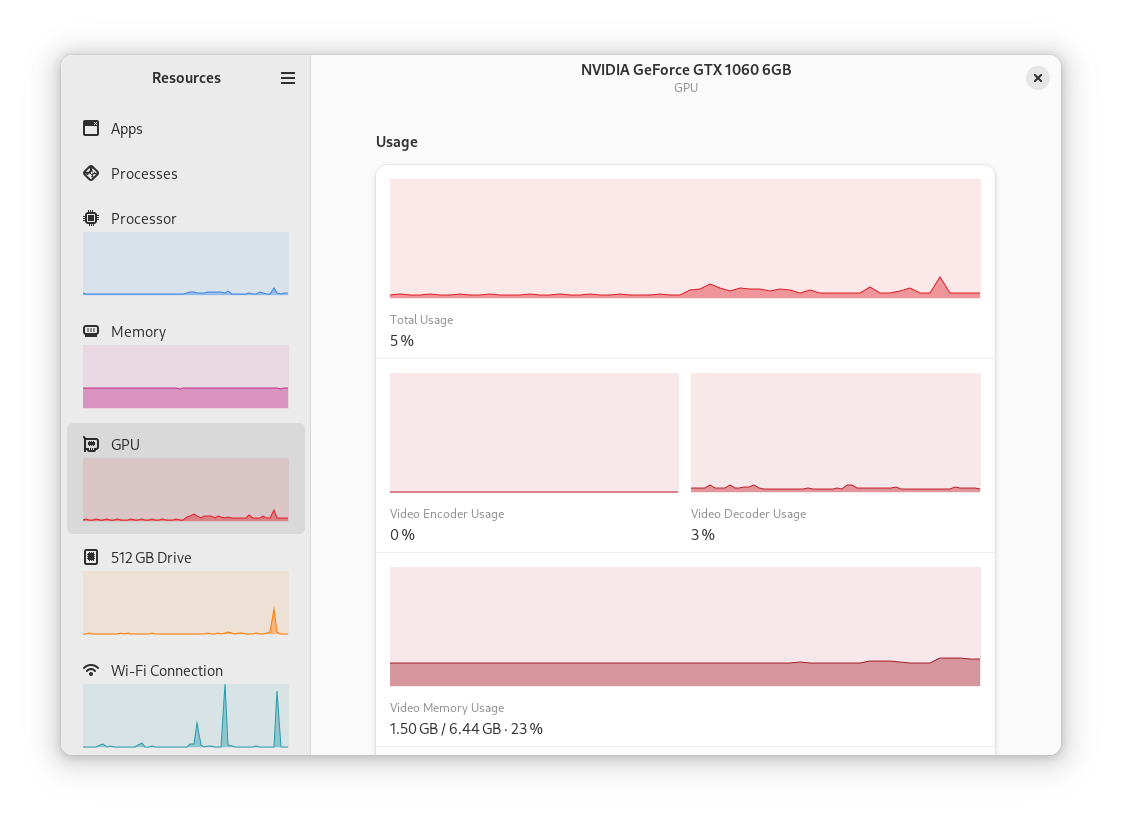 Resources
Apps
Processes
Processor
Memory
GPU
512 GB Drive
Wi-Fi Connection
NVIDIA GeForce GTX 1060 6GB
GPU
Usage
Total Usage
5 %
Video Encoder Usage
0 %
Video Decoder Usage
3 %
Video Memory Usage
1.50 GB / 6.44 GB · 23 %